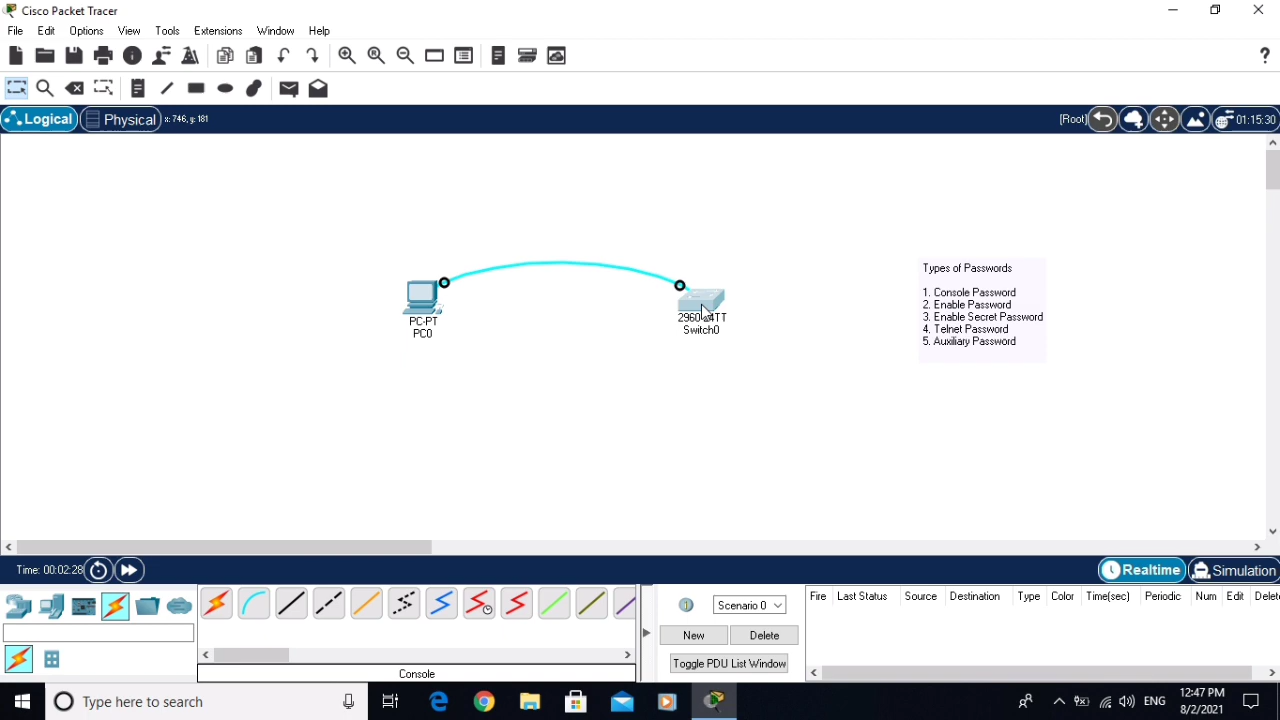 Cisco Packet Tracer
File Edit Options View Tools Extensions Window Help
?
Logical Physical x: 746, y: 181 [Root] 01:15:30
Types of Passwords
1. Console Password
2. Enable Password
3. Enable Secret Password
4. Telnet Password
5. Auxiliary Password
PC-PT
PC0
TT
Switch0
Time: 00:02:28 Realtime Simulation
Scenario 0
New Delete
Toggle PDU List Window
Fire Last Status Source Destination Type Color Time(sec) Periodic Num Edit Delet
Console
Type here to search
ENG
12:47 PM
8/2/2021